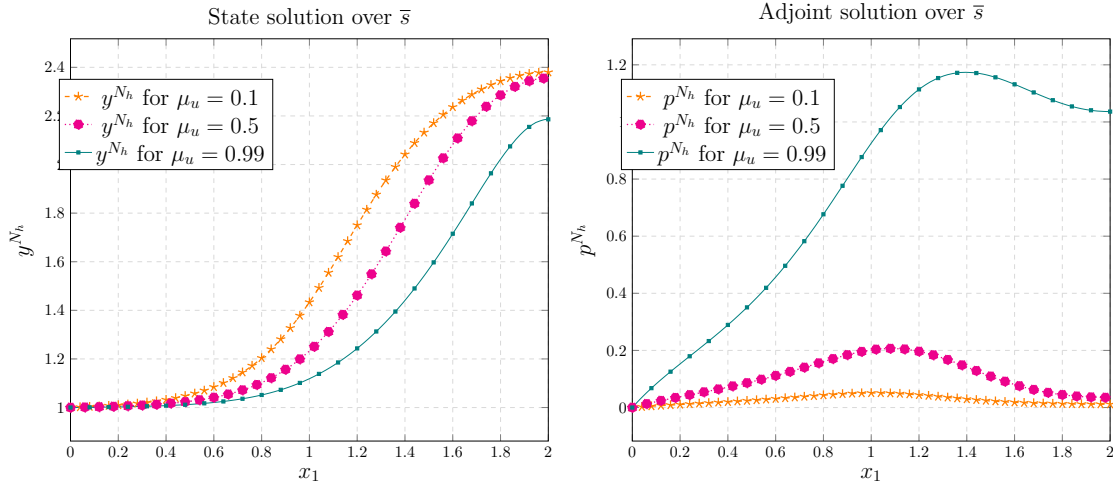 State solution over s̅
2.4
2.2
1.8
1.6
1.4
1.2
1
0 0.2 0.4 0.6 0.8 1 1.2 1.4 1.6 1.8 2
x₁
y^{N_h}
y^{N_h} for μ_u = 0.1
y^{N_h} for μ_u = 0.5
y^{N_h} for μ_u = 0.99
Adjoint solution over s̅
1.2
0.8
0.6
0.4
0.2
0
0 0.2 0.4 0.6 0.8 1 1.2 1.4 1.6 1.8 2
x₁
p^{N_h}
p^{N_h} for μ_u = 0.1
p^{N_h} for μ_u = 0.5
p^{N_h} for μ_u = 0.99